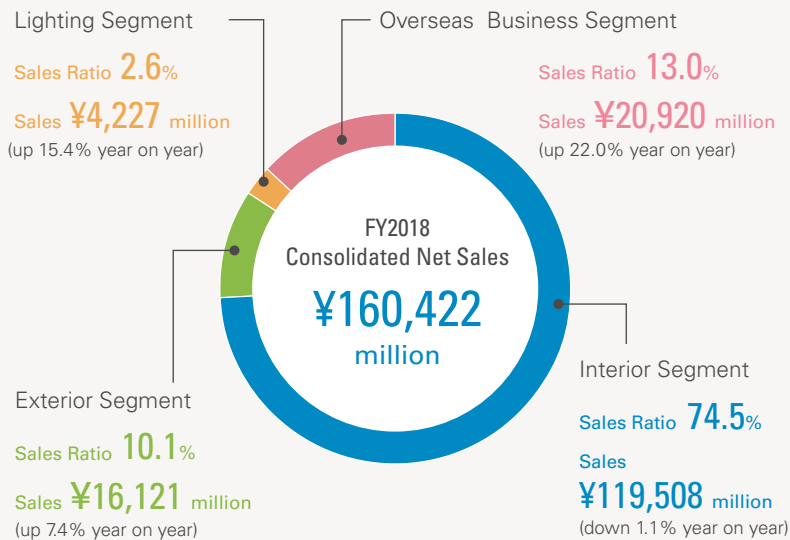 Lighting Segment
Sales Ratio 2.6%
Sales ¥4,227 million
(up 15.4% year on year)
Overseas Business Segment
Sales Ratio 13.0%
Sales ¥20,920 million
(up 22.0% year on year)
FY2018
Consolidated Net Sales
¥160,422
million
Exterior Segment
Sales Ratio 10.1%
Sales ¥16,121 million
(up 7.4% year on year)
Interior Segment
Sales Ratio 74.5%
Sales
¥119,508 million
(down 1.1% year on year)